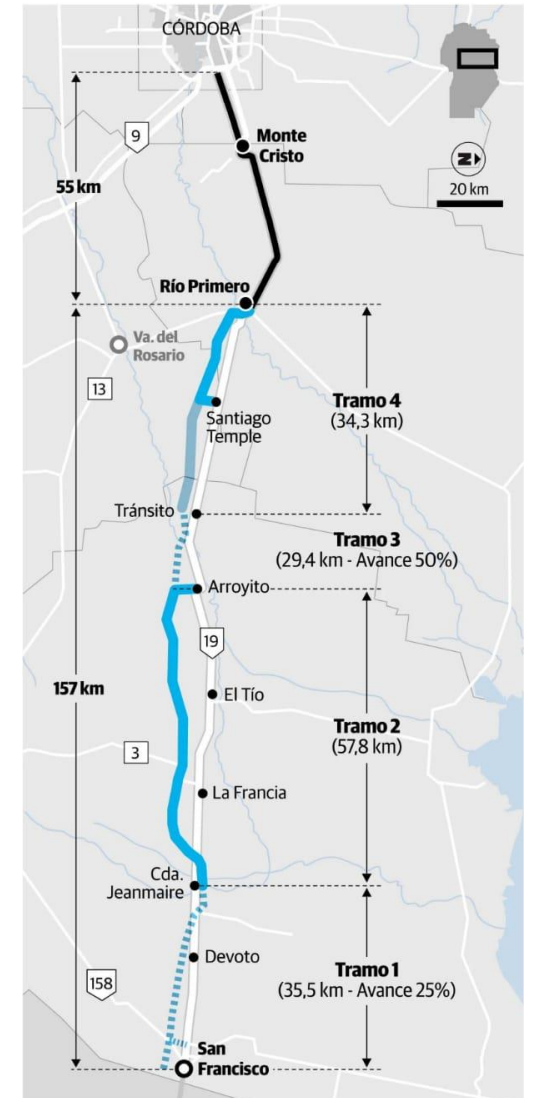 CÓRDOBA
9
Monte
Cristo
N
20 km
55 km
Río Primero
Va. del
Rosario
13
Tramo 4
(34,3 km)
Santiago
Temple
Tránsito
Tramo 3
(29,4 km - Avance 50%)
Arroyito
19
157 km
El Tío
Tramo 2
(57,8 km)
3
La Francia
Cda.
Jeanmaire
Devoto
Tramo 1
(35,5 km - Avance 25%)
158
San
Francisco